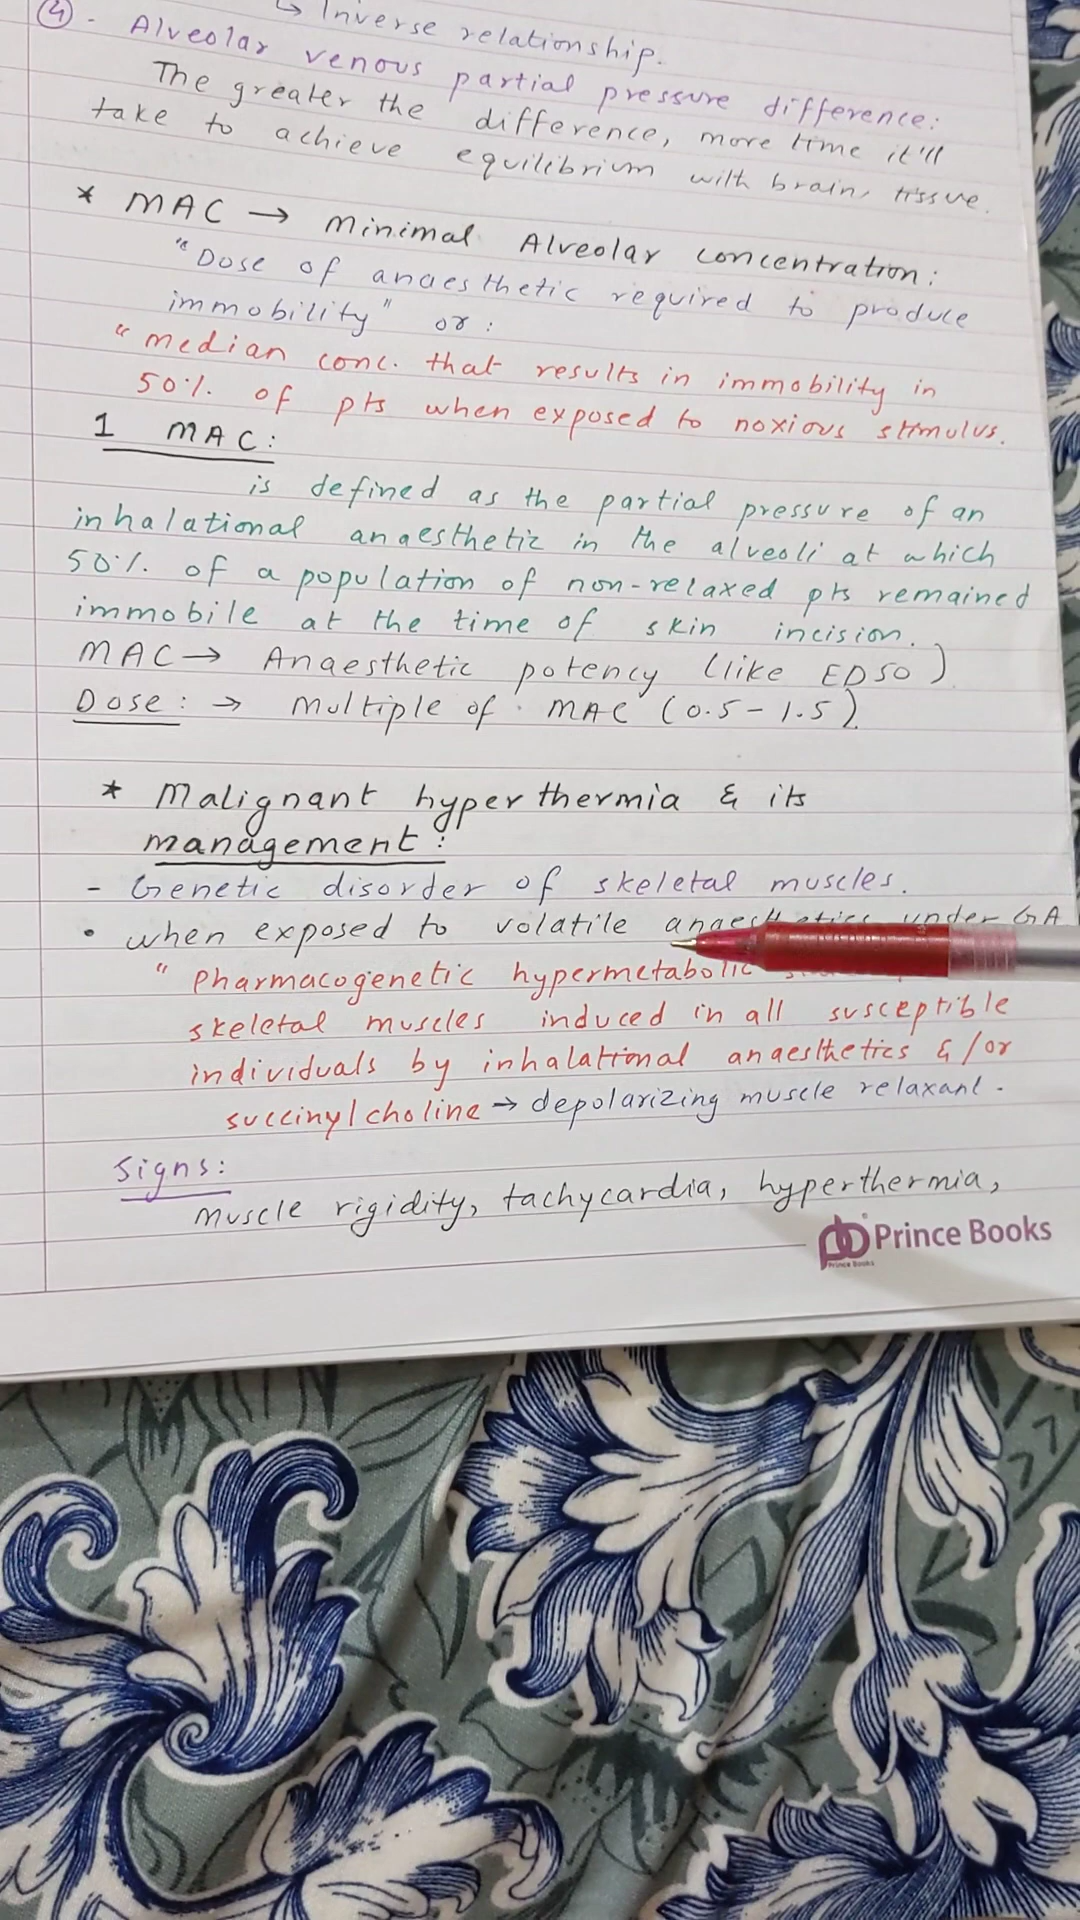 ↳ Inverse relationship.
④. Alveolar venous partial pressure difference:
The greater the difference, more time it'll
take to achieve equilibrium with brain tissue.
* MAC → Minimal Alveolar concentration:
"Dose of anaesthetic required to produce
immobility" or:
"median conc. that results in immobility in
50% of pts when exposed to noxious stimulus.
1 MAC:
is defined as the partial pressure of an
inhalational anaesthetic in the alveoli at which
50% of a population of non-relaxed pts remained
immobile at the time of skin incision.
MAC → Anaesthetic potency (like ED50)
Dose: → Multiple of MAC (0.5-1.5)
* Malignant hyperthermia & its
management:
- Genetic disorder of skeletal muscles.
• when exposed to volatile anaesthetics under GA
" Pharmacogenetic hypermetabolic
skeletal muscles induced in all susceptible
individuals by inhalational anaesthetics &/or
succinylcholine → depolarizing muscle relaxant.
Signs:
Muscle rigidity, tachycardia, hyperthermia,
Prince Books
Prince Books